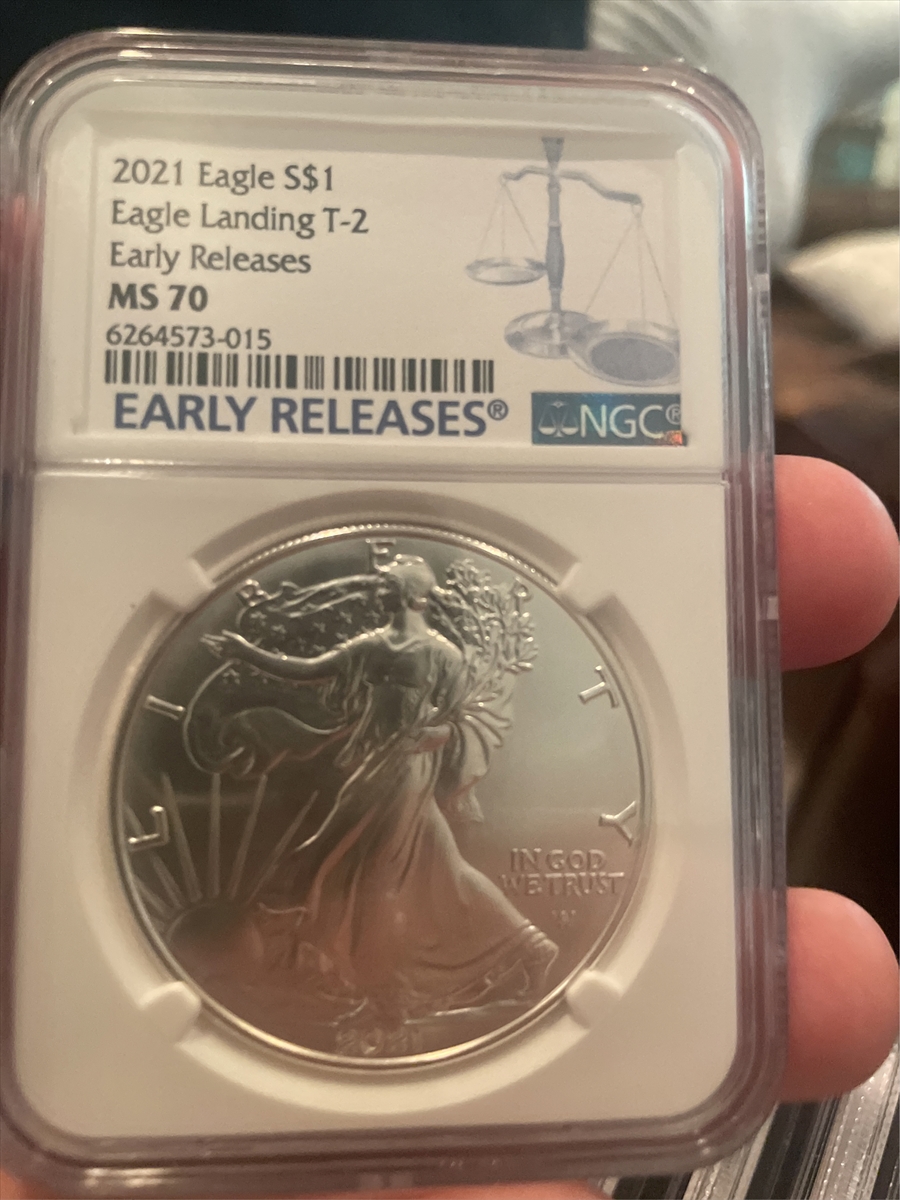 2021 Eagle S$1
Eagle Landing T-2
Early Releases
MS 70
6264573-015
EARLY RELEASES®
NGC®
LIBERTY
IN GOD
WE TRUST
2021